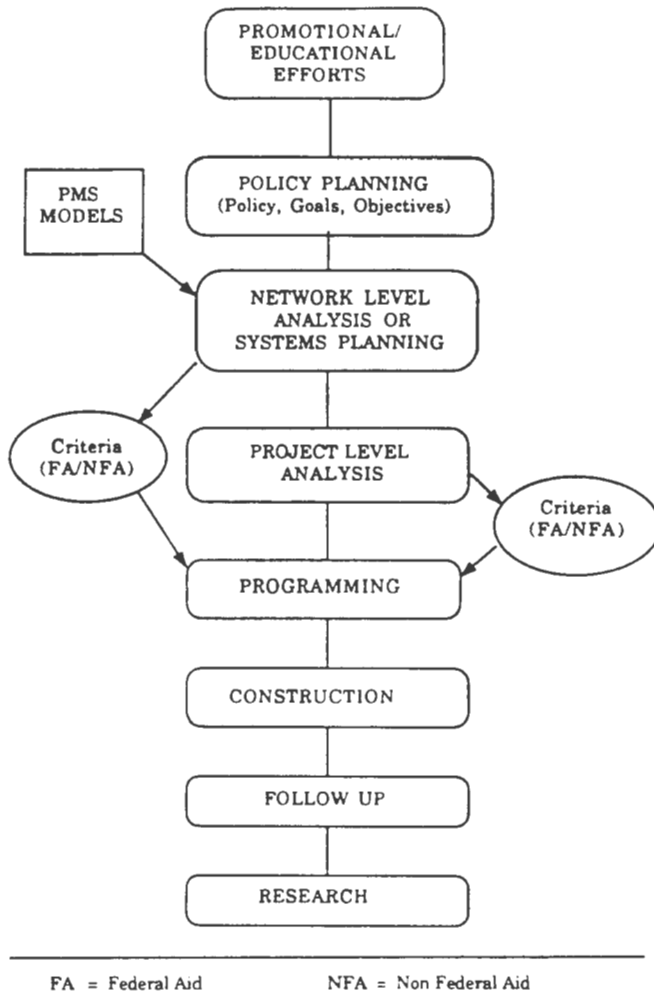 PROMOTIONAL/
EDUCATIONAL
EFFORTS
POLICY PLANNING
(Policy, Goals, Objectives)
PMS
MODELS
NETWORK LEVEL
ANALYSIS OR
SYSTEMS PLANNING
Criteria
(FA/NFA)
PROJECT LEVEL
ANALYSIS
Criteria
(FA/NFA)
PROGRAMMING
CONSTRUCTION
FOLLOW UP
RESEARCH
FA = Federal Aid
NFA = Non Federal Aid